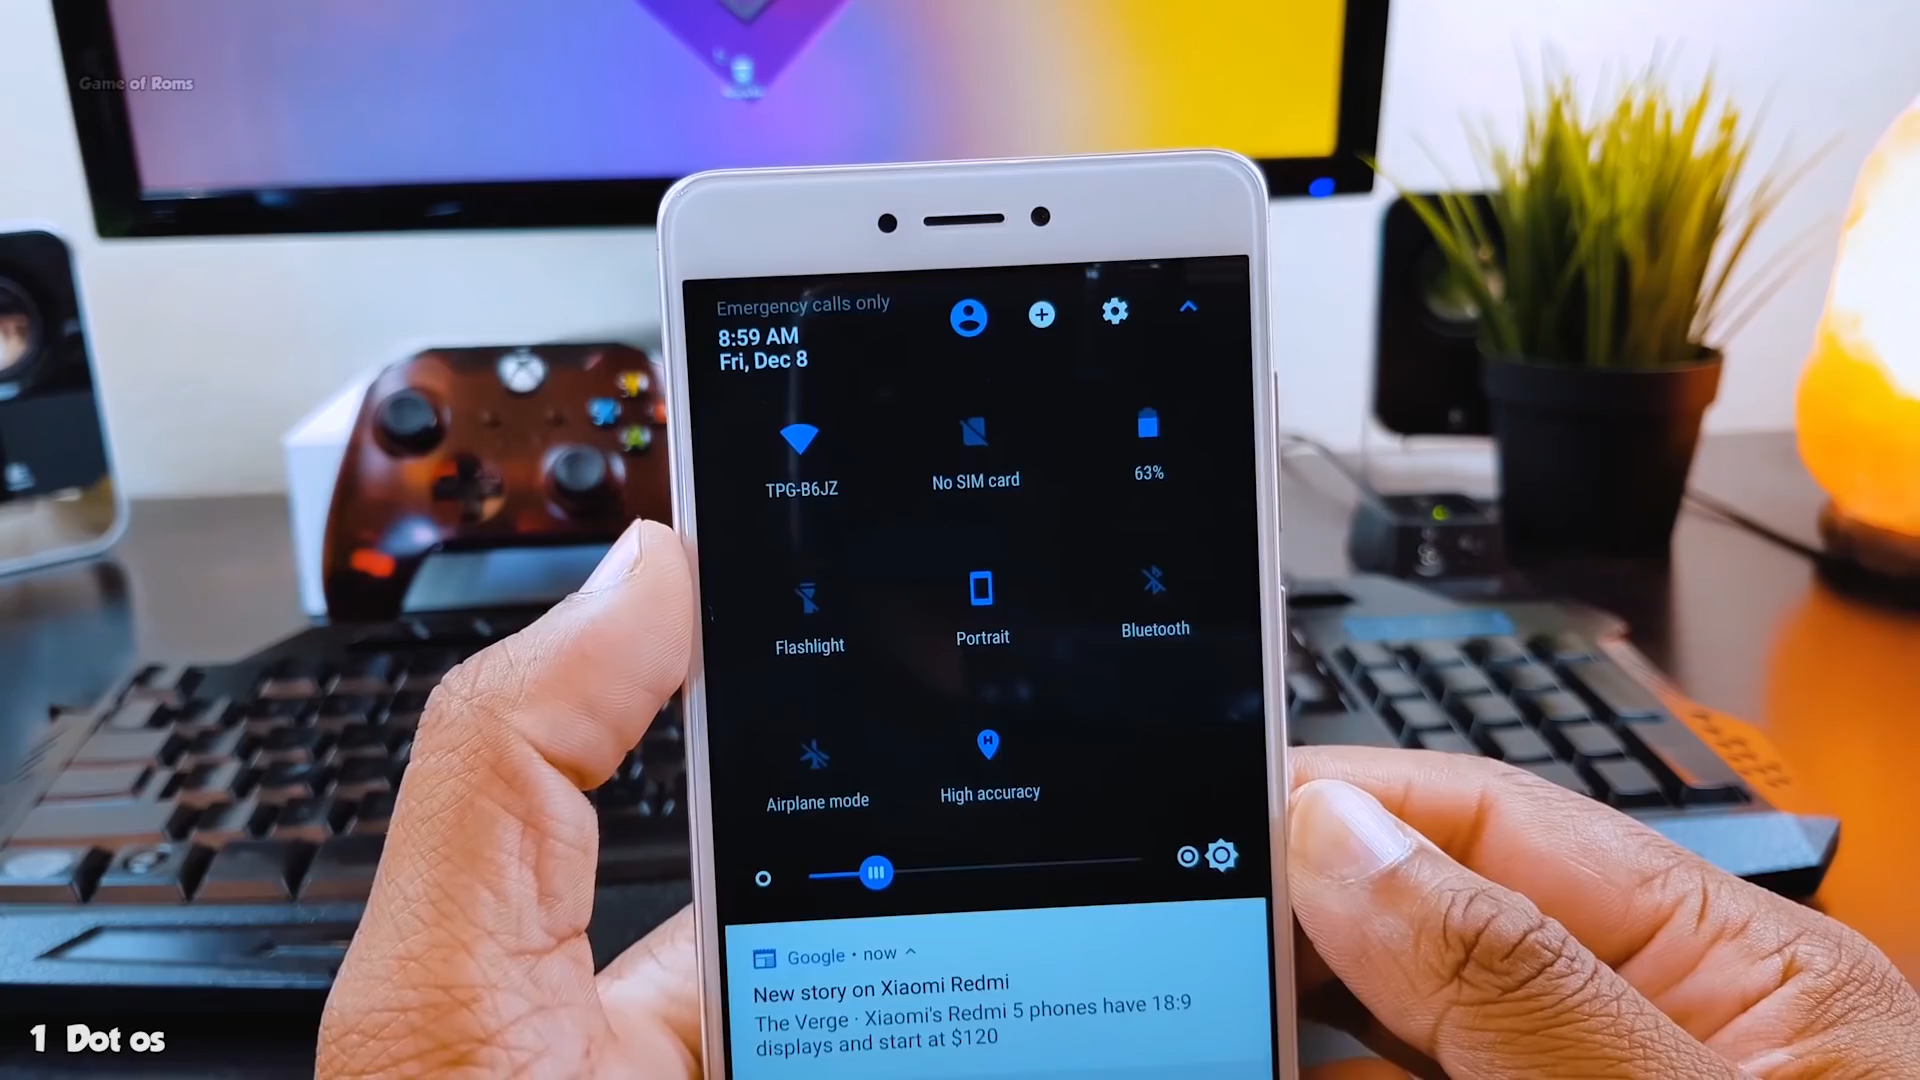 Game of Roms
Emergency calls only
8:59 AM
Fri, Dec 8
TPG-B6JZ
No SIM card
63%
Flashlight
Portrait
Bluetooth
Airplane mode
High accuracy
Google · now
New story on Xiaomi Redmi
The Verge · Xiaomi's Redmi 5 phones have 18:9
displays and start at $120
1 Dot os